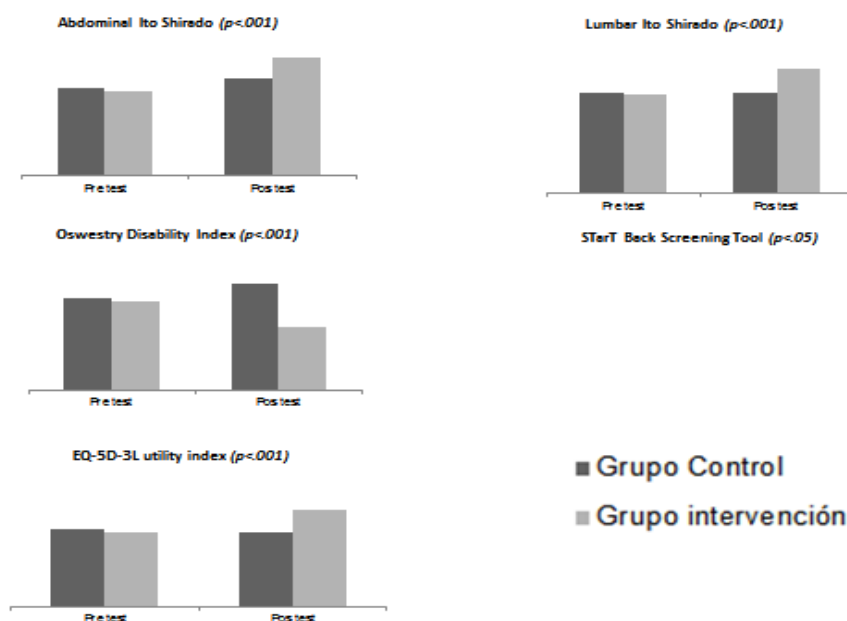 Abdominal Ito Shirado (p<.001)
Lumbar Ito Shirado (p<.001)
Pretest
Postest
Pretest
Postest
Oswestry Disability Index (p<.001)
STarT Back Screening Tool (p<.05)
Pretest
Postest
EQ-5D-3L utility index (p<.001)
Grupo Control
Grupo intervención
Pretest
Postest